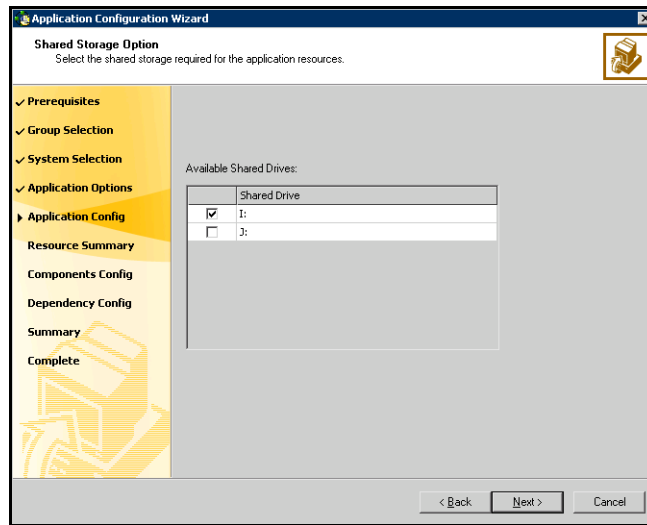 Application Configuration Wizard
Shared Storage Option
Select the shared storage required for the application resources.
Prerequisites
Group Selection
System Selection
Application Options
Application Config
Resource Summary
Components Config
Dependency Config
Summary
Complete
Available Shared Drives:
Shared Drive
I:
J:
< Back Next > Cancel